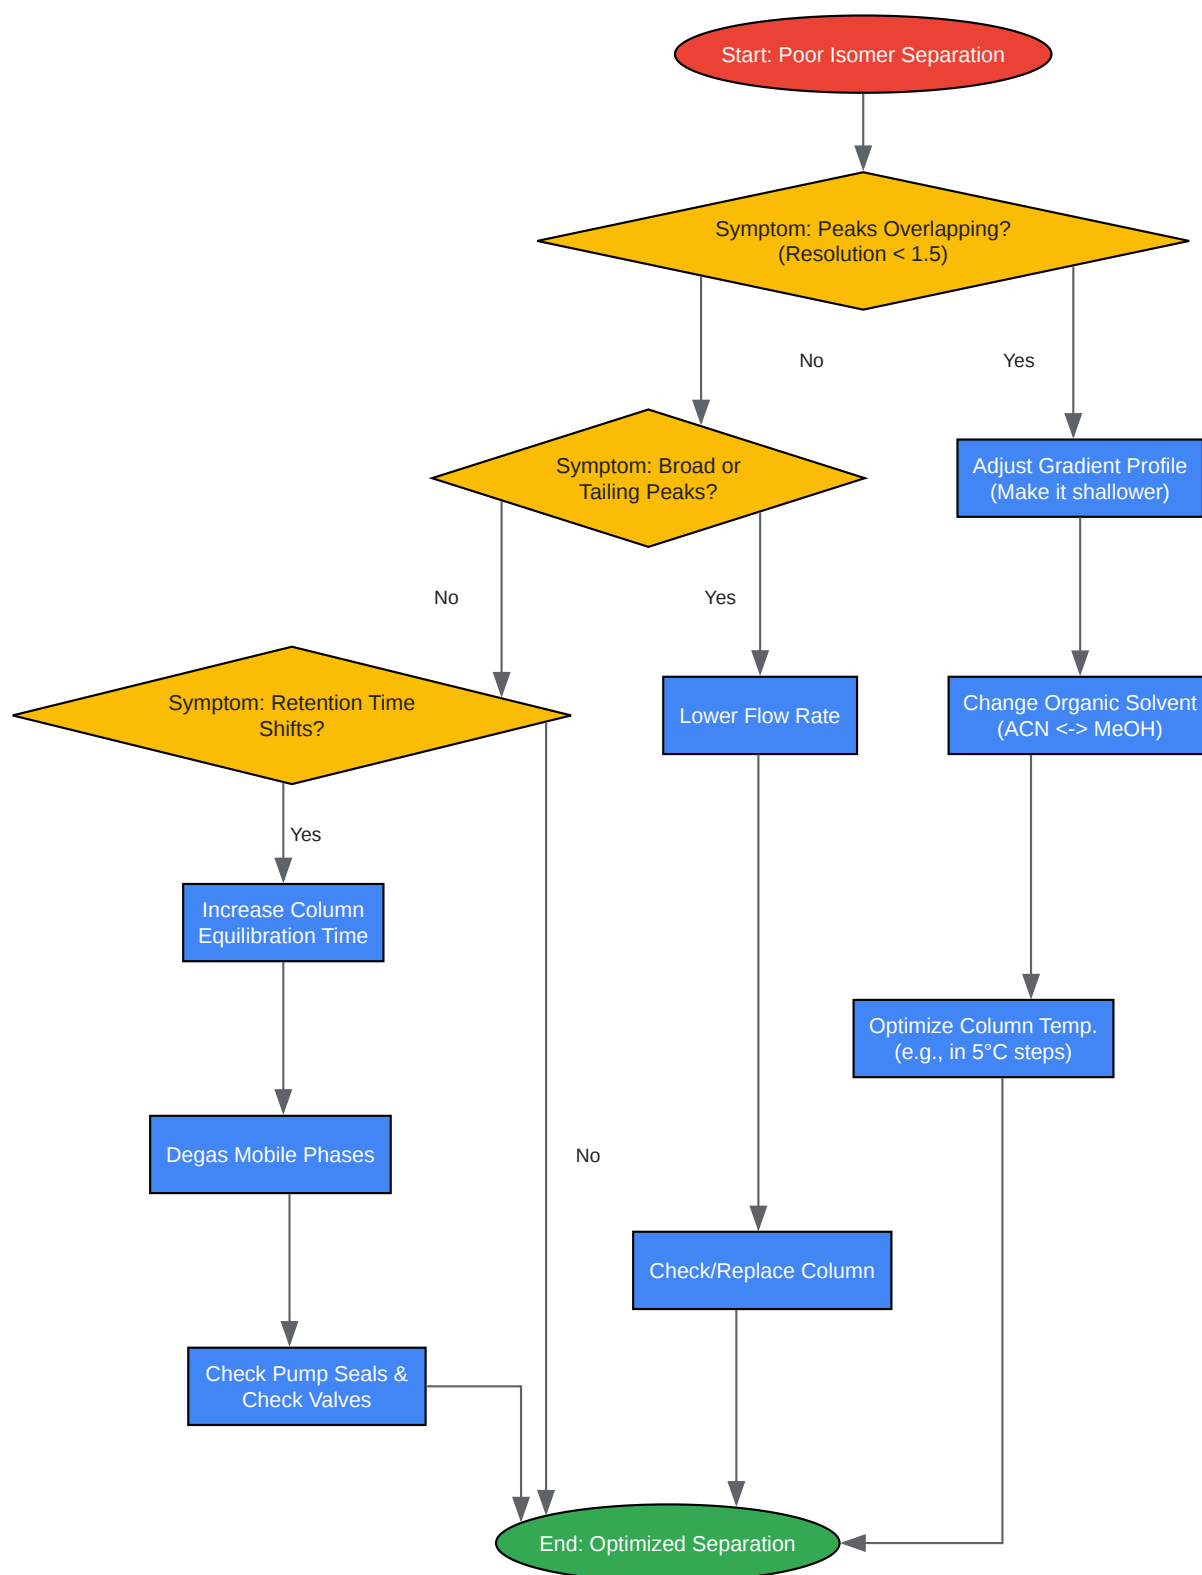 Start: Poor Isomer Separation
Symptom: Peaks Overlapping?
(Resolution < 1.5)
No
Yes
Symptom: Broad or
Tailing Peaks?
Adjust Gradient Profile
(Make it shallower)
No
Yes
Symptom: Retention Time
Shifts?
Lower Flow Rate
Change Organic Solvent
(ACN <-> MeOH)
Yes
Increase Column
Equilibration Time
Optimize Column Temp.
(e.g., in 5°C steps)
Degas Mobile Phases
No
Check/Replace Column
Check Pump Seals &
Check Valves
End: Optimized Separation